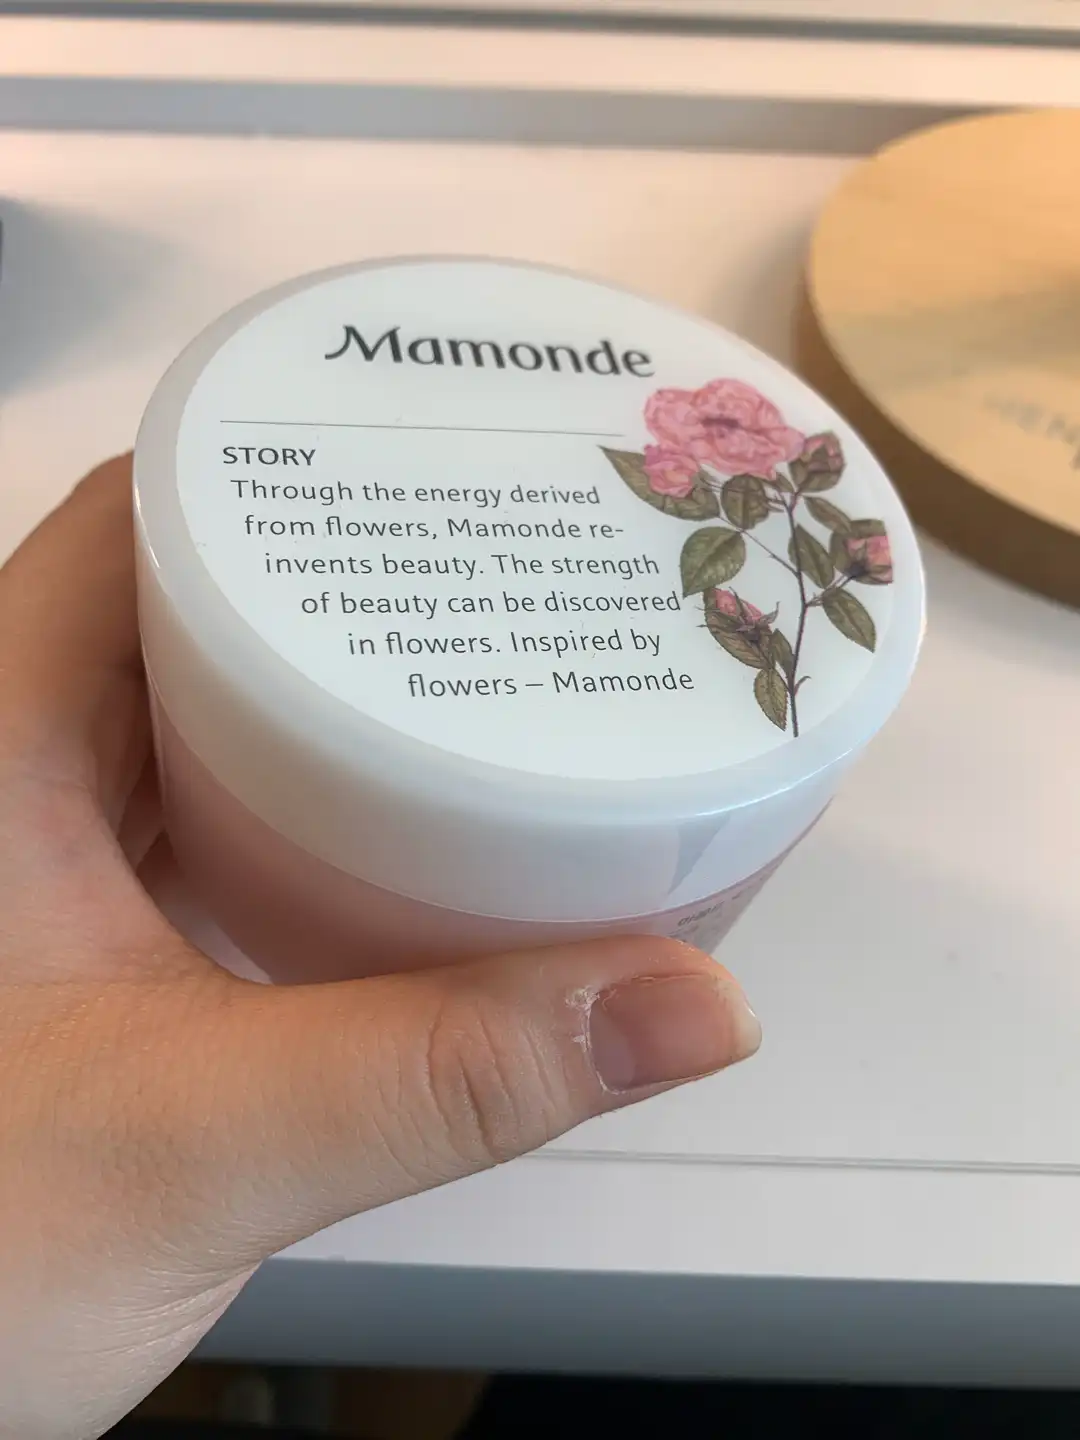 Mamonde
STORY
Through the energy derived
from flowers, Mamonde re-
invents beauty. The strength
of beauty can be discovered
in flowers. Inspired by
flowers – Mamonde